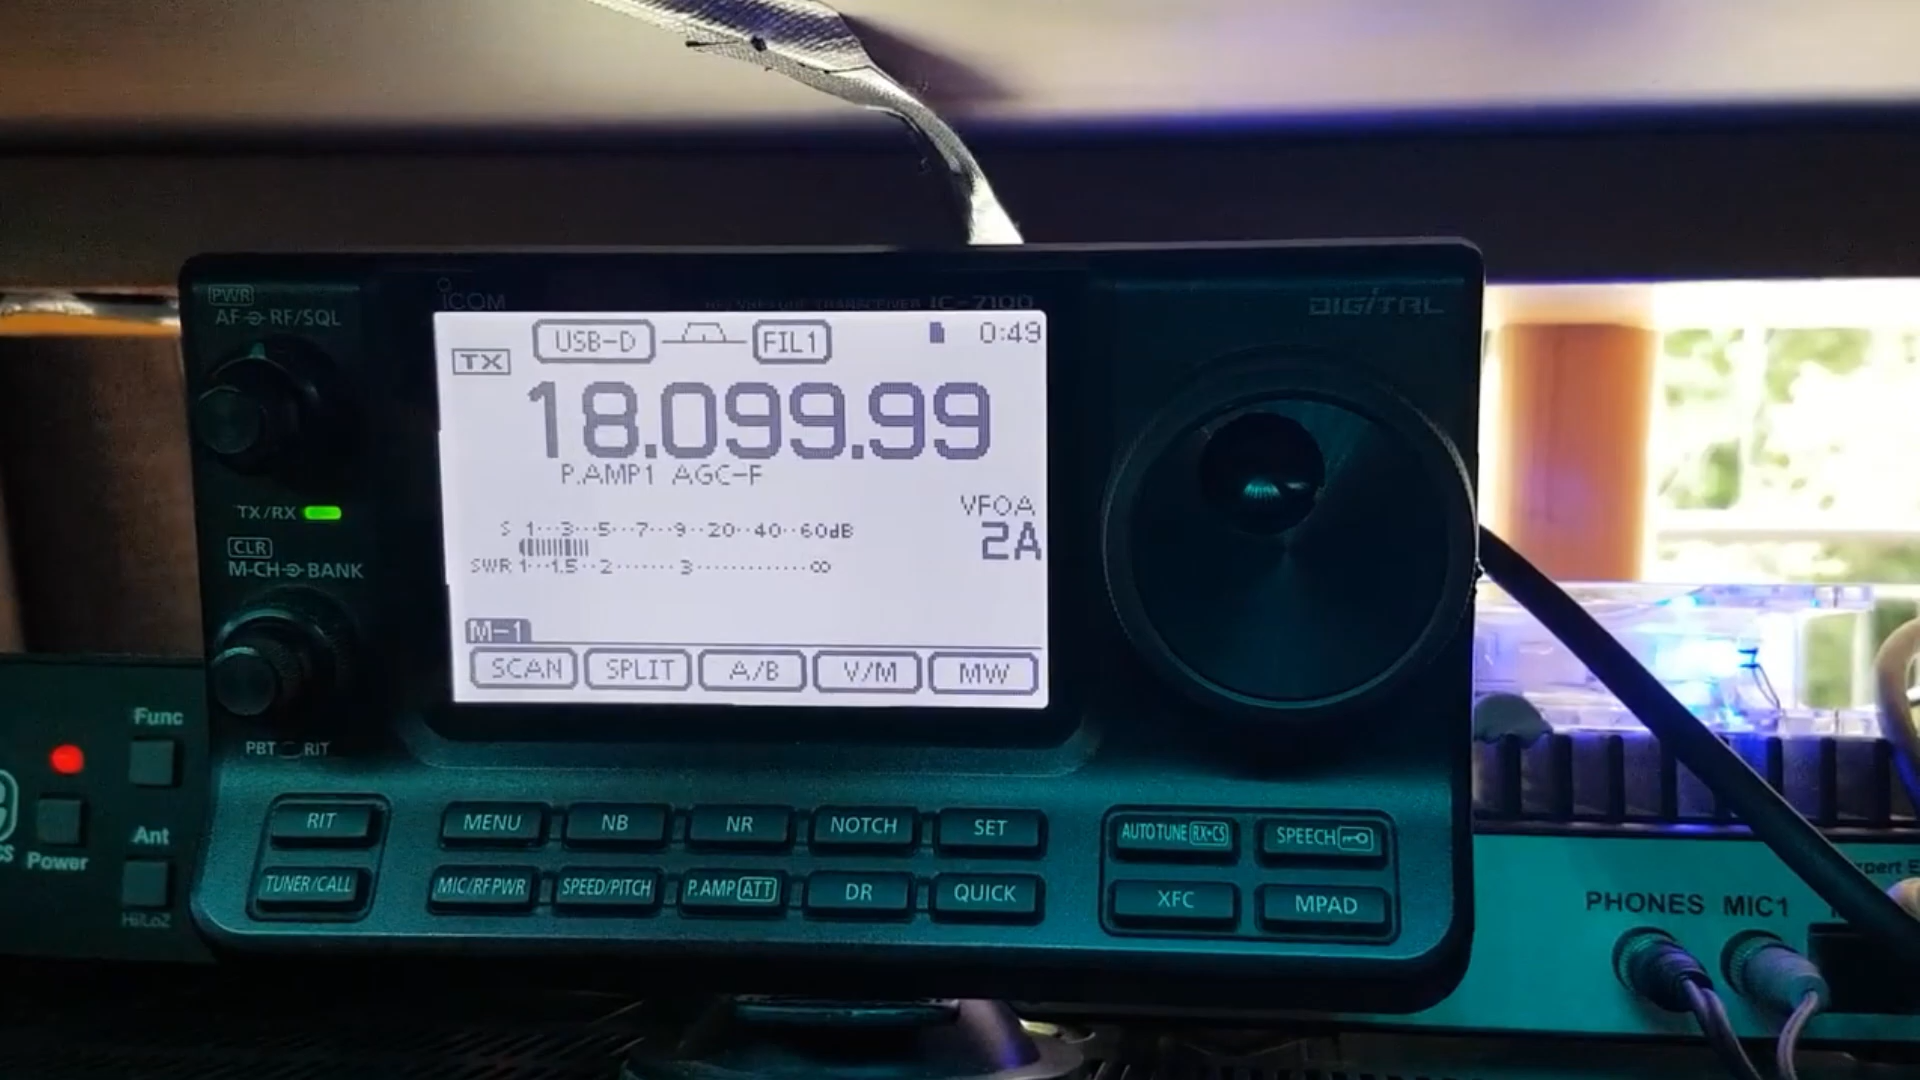 PWR
AF RF/SQL
ICOM
HF/VHF/UHF TRANSCEIVER IC-7100
DIGITAL
USB-D FIL1 0:49
TX
18.099.99
P.AMP1 AGC-F
TX/RX
VFOA
S 1···3···5···7···9··20··40··60dB
2A
CLR
M-CH BANK
SWR 1···1.5··2·······3············∞
M-1
SCAN SPLIT A/B V/M MW
PBT RIT
Func
Power
Ant
Hi/LoZ
RIT MENU NB NR NOTCH SET AUTOTUNE RX•CS SPEECH
TUNER/CALL MIC/RFPWR SPEED/PITCH P.AMP ATT DR QUICK XFC MPAD
PHONES MIC1